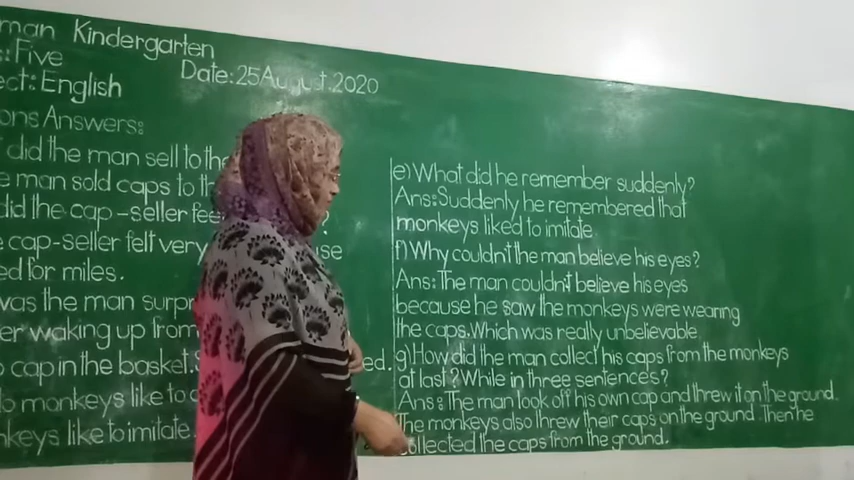 man Kindergarten
s:Five
ect:English
Date:25August.2020
ons Answers:
did the man sell to the
e man sold caps to th
did the cap-seller fee
e cap-seller felt very use
ed for miles.
was the man surpr
er waking up from
o cap in the basket. ed.
o monkeys like to
nkeys like to imitate.
e) What did he remember suddenly?
Ans:Suddenly he remembered that
monkeys liked to imitate.
f) Why couldn't the man believe his eyes?
Ans: The man couldn't believe his eyes
because he saw the monkeys were wearing
the caps. Which was really unbelievable.
g) How did the man collect his caps from the monkeys
at last? While in three sentences?
Ans: The man look off his own cap and threw it on the ground.
The monkeys also threw their caps on the ground. Then he
collected the caps from the ground.